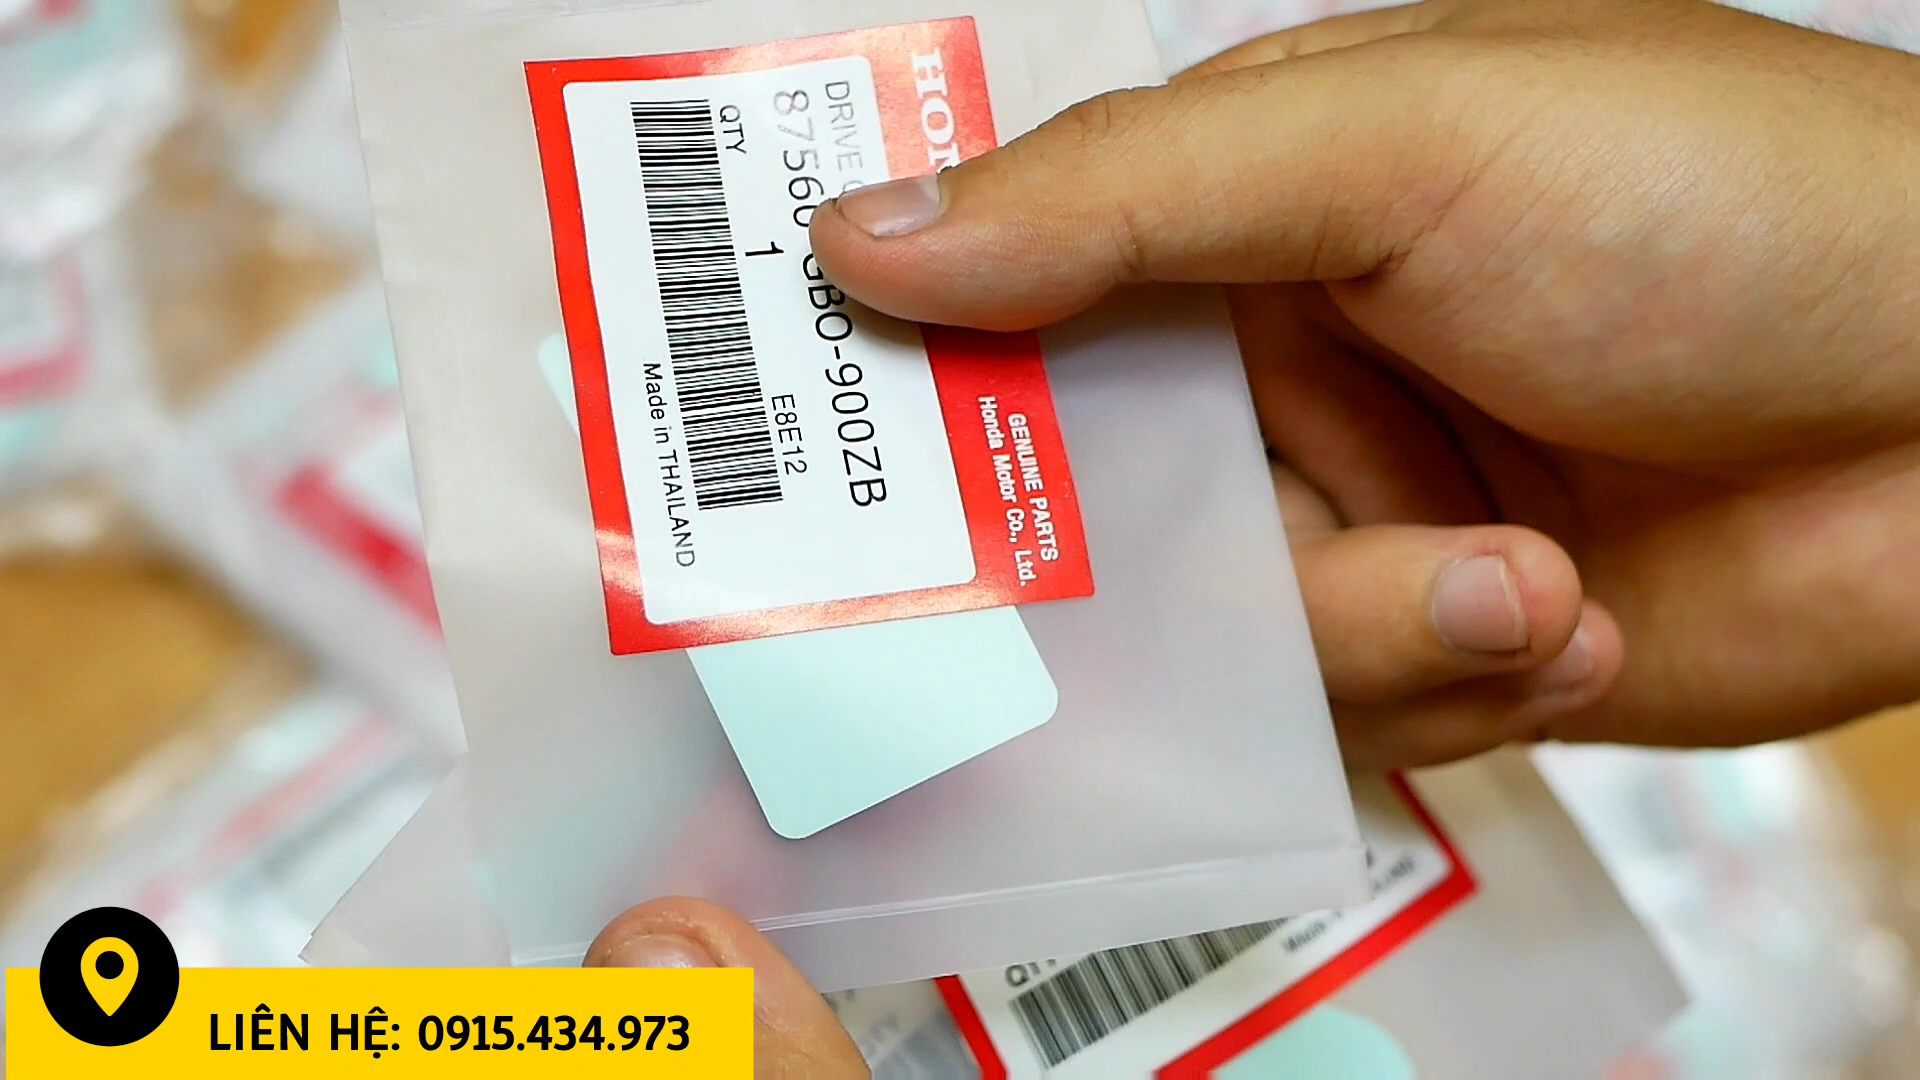 HON
GENUINE PARTS
Honda Motor Co., Ltd.
DRIVE
87560-GB0-900ZB
QTY 1 E8E12
Made in THAILAND
LIÊN HỆ: 0915.434.973